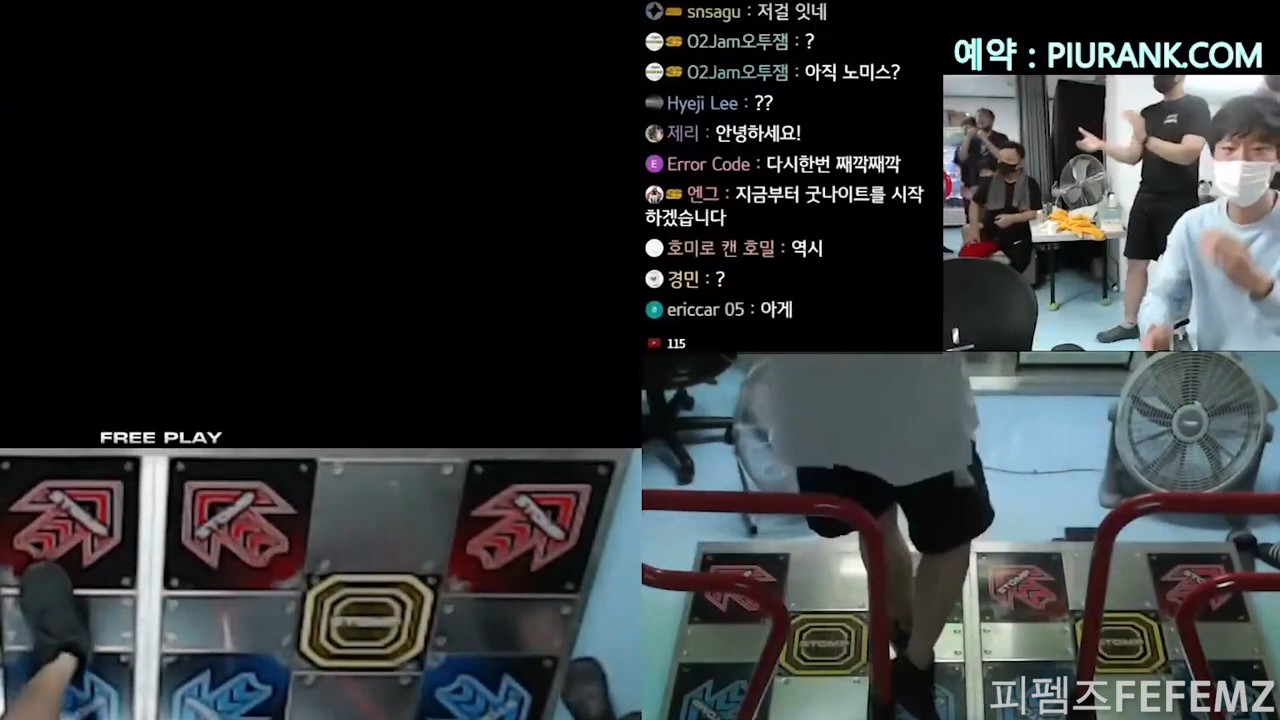 snsagu : 저걸 잇네
O2Jam오투잼 : ?
O2Jam오투잼 : 아직 노미스?
Hyeji Lee : ??
제리 : 안녕하세요!
E Error Code : 다시한번 째깍째깍
엔그 : 지금부터 굿나이트를 시작
하겠습니다
호미로 캔 호밀 : 역시
경민 : ?
e ericcar 05 : 아게
115
예약 : PIURANK.COM
FREE PLAY
STOMP
STOMP
STOMP
피펨즈FEFEMZ